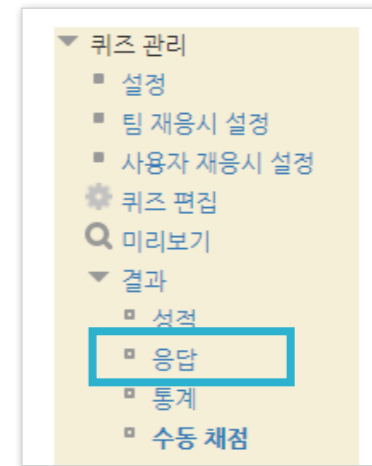 퀴즈 관리
설정
팀 재응시 설정
사용자 재응시 설정
퀴즈 편집
미리보기
결과
성적
응답
통계
수동 채점